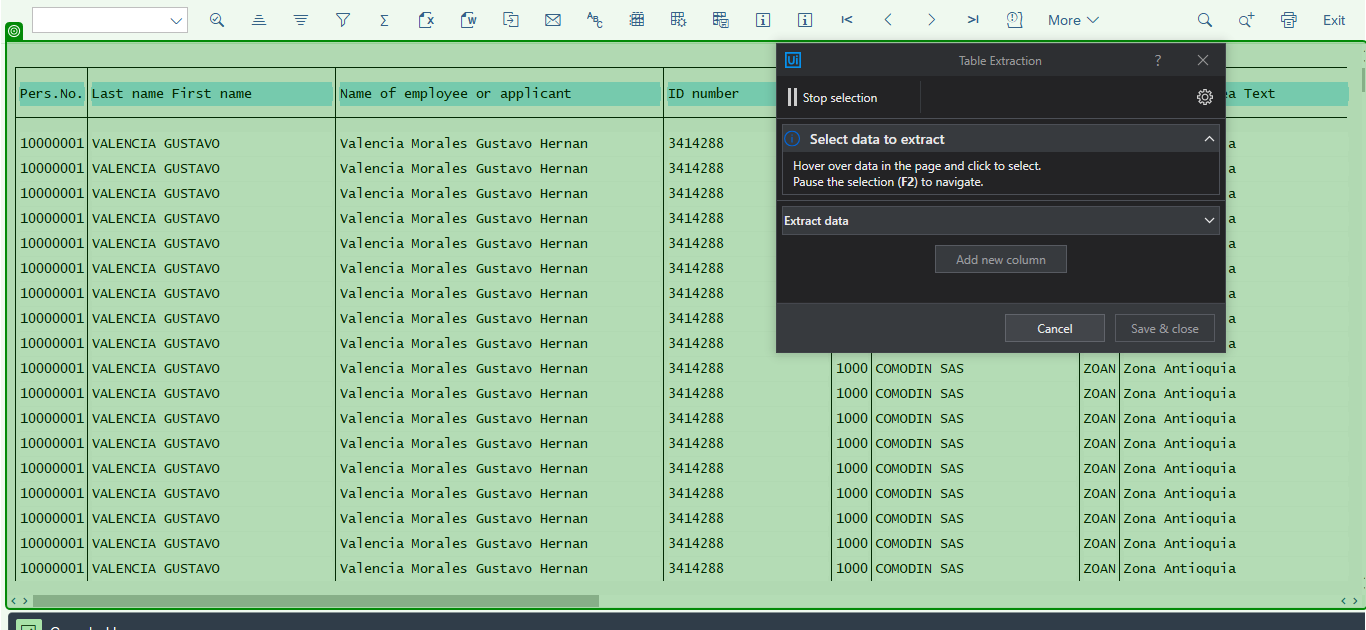 More Exit
Ui Table Extraction ?
Stop selection
Select data to extract
Hover over data in the page and click to select.
Pause the selection (F2) to navigate.
Extract data
Add new column
Cancel Save & close
Pers.No. Last name First name Name of employee or applicant ID number a Text
10000001 VALENCIA GUSTAVO Valencia Morales Gustavo Hernan 3414288 a
10000001 VALENCIA GUSTAVO Valencia Morales Gustavo Hernan 3414288 a
10000001 VALENCIA GUSTAVO Valencia Morales Gustavo Hernan 3414288 a
10000001 VALENCIA GUSTAVO Valencia Morales Gustavo Hernan 3414288 a
10000001 VALENCIA GUSTAVO Valencia Morales Gustavo Hernan 3414288 a
10000001 VALENCIA GUSTAVO Valencia Morales Gustavo Hernan 3414288 a
10000001 VALENCIA GUSTAVO Valencia Morales Gustavo Hernan 3414288 a
10000001 VALENCIA GUSTAVO Valencia Morales Gustavo Hernan 3414288 a
10000001 VALENCIA GUSTAVO Valencia Morales Gustavo Hernan 3414288 a
10000001 VALENCIA GUSTAVO Valencia Morales Gustavo Hernan 3414288 1000 COMODIN SAS ZOAN Zona Antioquia
10000001 VALENCIA GUSTAVO Valencia Morales Gustavo Hernan 3414288 1000 COMODIN SAS ZOAN Zona Antioquia
10000001 VALENCIA GUSTAVO Valencia Morales Gustavo Hernan 3414288 1000 COMODIN SAS ZOAN Zona Antioquia
10000001 VALENCIA GUSTAVO Valencia Morales Gustavo Hernan 3414288 1000 COMODIN SAS ZOAN Zona Antioquia
10000001 VALENCIA GUSTAVO Valencia Morales Gustavo Hernan 3414288 1000 COMODIN SAS ZOAN Zona Antioquia
10000001 VALENCIA GUSTAVO Valencia Morales Gustavo Hernan 3414288 1000 COMODIN SAS ZOAN Zona Antioquia
10000001 VALENCIA GUSTAVO Valencia Morales Gustavo Hernan 3414288 1000 COMODIN SAS ZOAN Zona Antioquia
10000001 VALENCIA GUSTAVO Valencia Morales Gustavo Hernan 3414288 1000 COMODIN SAS ZOAN Zona Antioquia
10000001 VALENCIA GUSTAVO Valencia Morales Gustavo Hernan 3414288 1000 COMODIN SAS ZOAN Zona Antioquia